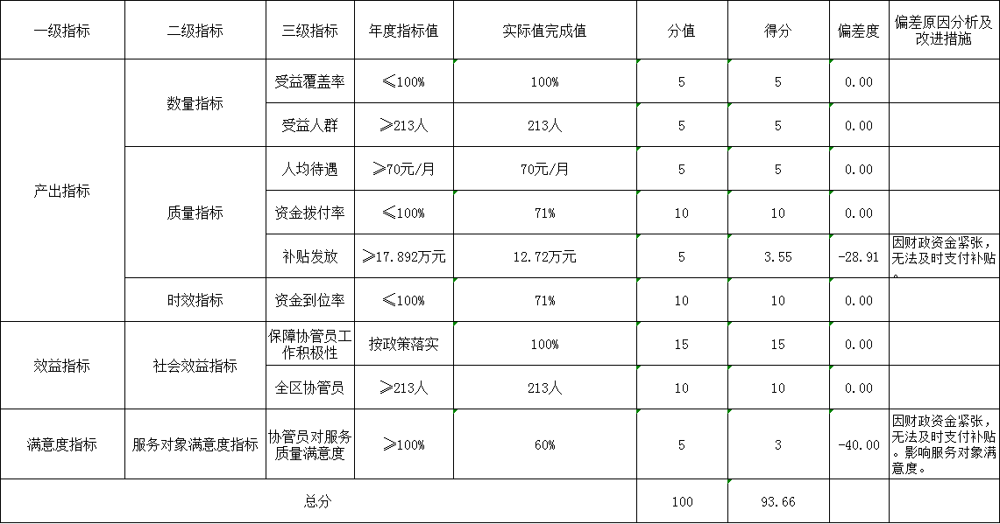 一级指标 二级指标 三级指标 年度指标值 实际值完成值 分值 得分 偏差度 偏差原因分析及
改进措施
产出指标 数量指标 受益覆盖率 ≤100% 100% 5 5 0.00
受益人群 ≥213人 213人 5 5 0.00
质量指标 人均待遇 ≥70元/月 70元/月 5 5 0.00
资金拨付率 ≤100% 71% 10 10 0.00
补贴发放 ≥17.892万元 12.72万元 5 3.55 -28.91 因财政资金紧张，
无法及时支付补贴
。
时效指标 资金到位率 ≤100% 71% 10 10 0.00
效益指标 社会效益指标 保障协管员工
作积极性 按政策落实 100% 15 15 0.00
全区协管员 ≥213人 213人 10 10 0.00
满意度指标 服务对象满意度指标 协管员对服务
质量满意度 ≥100% 60% 5 3 -40.00 因财政资金紧张，
无法及时支付补贴
。影响服务对象满
意度。
总分 100 93.66